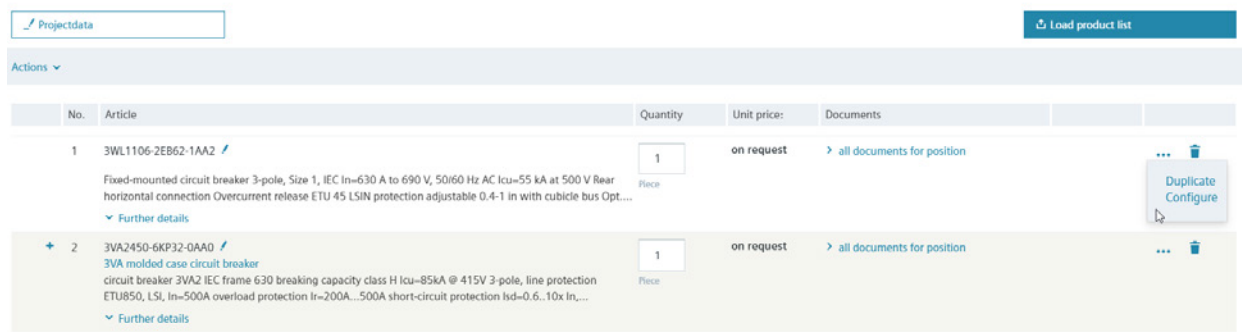 Projectdata
Load product list
Actions
No. Article Quantity Unit price: Documents
1 3WL1106-2EB62-1AA2 1 on request all documents for position ...
Fixed-mounted circuit breaker 3-pole, Size 1, IEC In=630 A to 690 V, 50/60 Hz AC Icu=55 kA at 500 V Rear
Piece
horizontal connection Overcurrent release ETU 45 LSIN protection adjustable 0.4-1 in with cubicle bus Opt....
Further details
Duplicate
Configure
+ 2 3VA2450-6KP32-0AA0 1 on request all documents for position ...
3VA molded case circuit breaker
circuit breaker 3VA2 IEC frame 630 breaking capacity class H Icu=85kA @ 415V 3-pole, line protection
Piece
ETU850, LSI, In=500A overload protection Ir=200A...500A short-circuit protection Isd=0.6..10x In,...
Further details